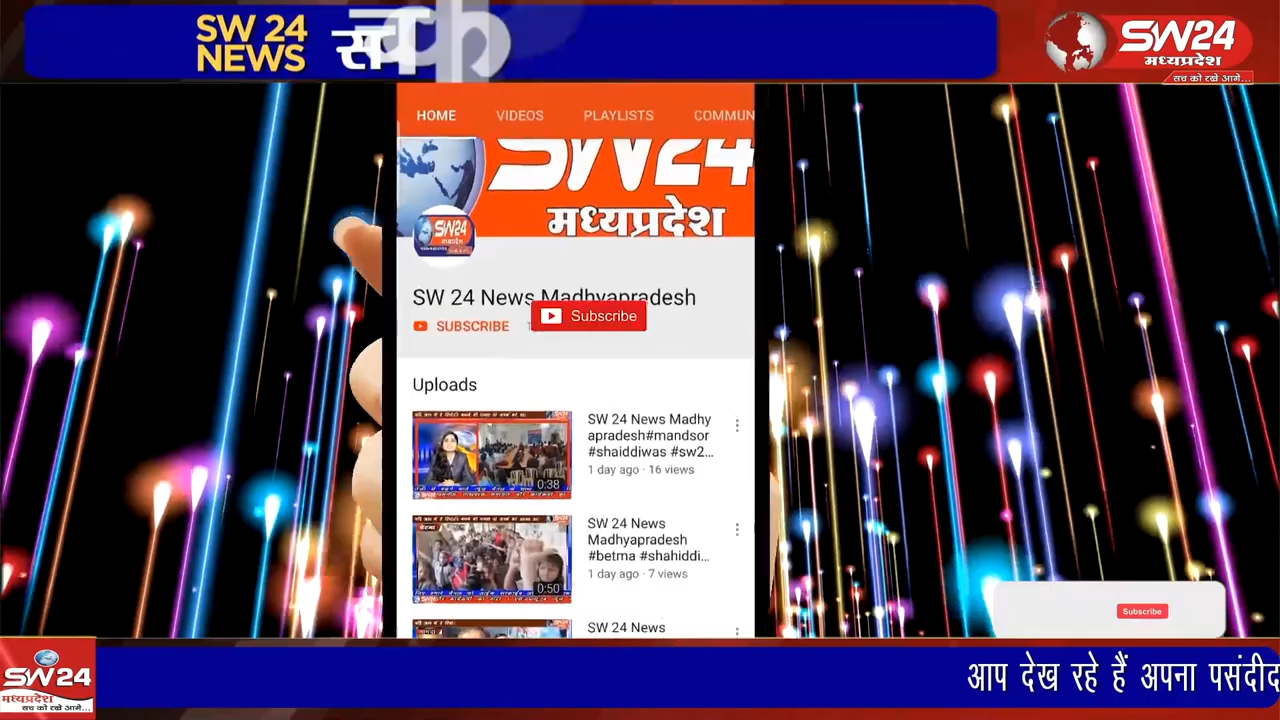 SW 24
NEWS
सच
SW24
मध्यप्रदेश
सच को रखे आगे...
HOME VIDEOS PLAYLISTS COMMUN
SW24
मध्यप्रदेश
SW24
SW 24 News Madhyapradesh
SUBSCRIBE
Subscribe
Uploads
SW 24 News Madhy
apradesh#mandsor
#shaiddiwas #sw2...
1 day ago · 16 views
0:38
SW 24 News
Madhyapradesh
#betma #shahiddi...
1 day ago · 7 views
0:50
SW 24 News
Subscribe
SW24
मध्यप्रदेश
सच को रखे आगे...
आप देख रहे हैं अपना पसंदीद